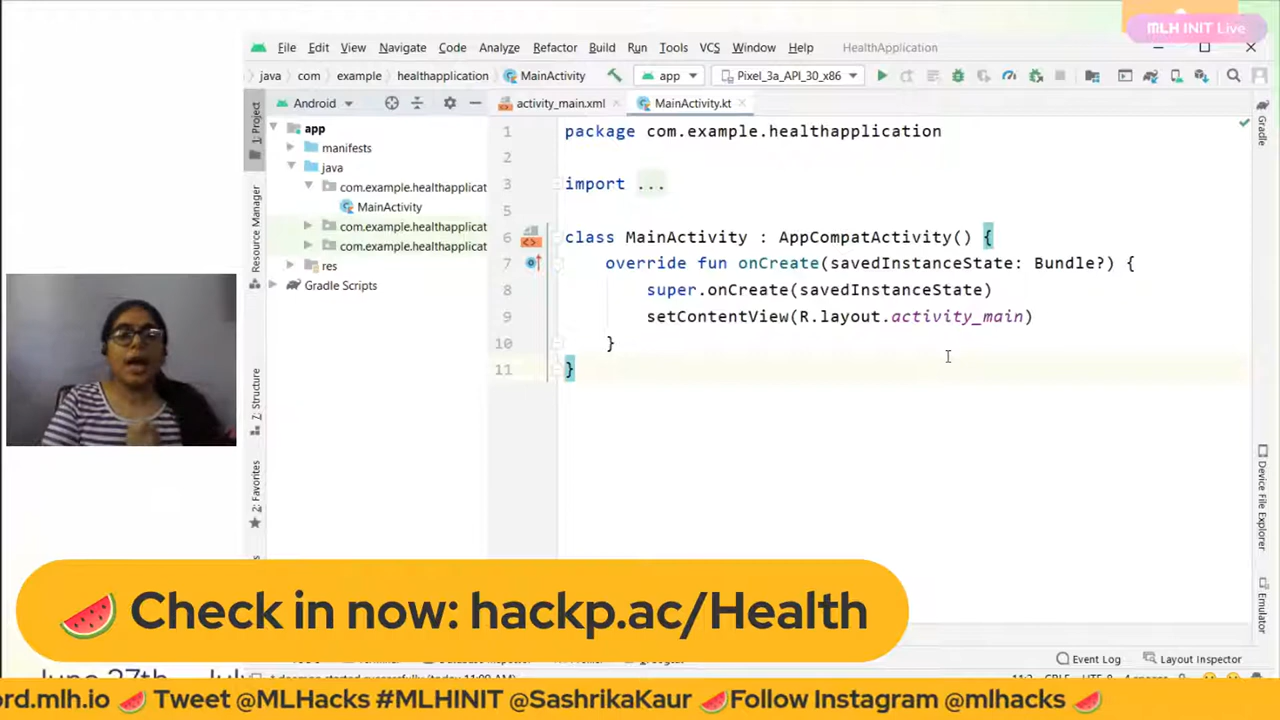 MLH INIT Live
File Edit View Navigate Code Analyze Refactor Build Run Tools VCS Window Help HealthApplication
java com example healthapplication MainActivity app Pixel_3a_API_30_x86
Android activity_main.xml MainActivity.kt
1: Project
Resource Manager
7: Structure
2: Favorites
app
manifests
java
com.example.healthapplicat
MainActivity
com.example.healthapplicat
com.example.healthapplicat
res
Gradle Scripts
1 package com.example.healthapplication
2
3 import ...
5
6 class MainActivity : AppCompatActivity() {
7 override fun onCreate(savedInstanceState: Bundle?) {
8 super.onCreate(savedInstanceState)
9 setContentView(R.layout.activity_main)
10 }
11 }
Gradle
Device File Explorer
Emulator
🍉 Check in now: hackp.ac/Health
Event Log Layout Inspector
ord.mlh.io 🍉 Tweet @MLHacks #MLHINIT @SashrikaKaur 🍉Follow Instagram @mlhacks 🍉